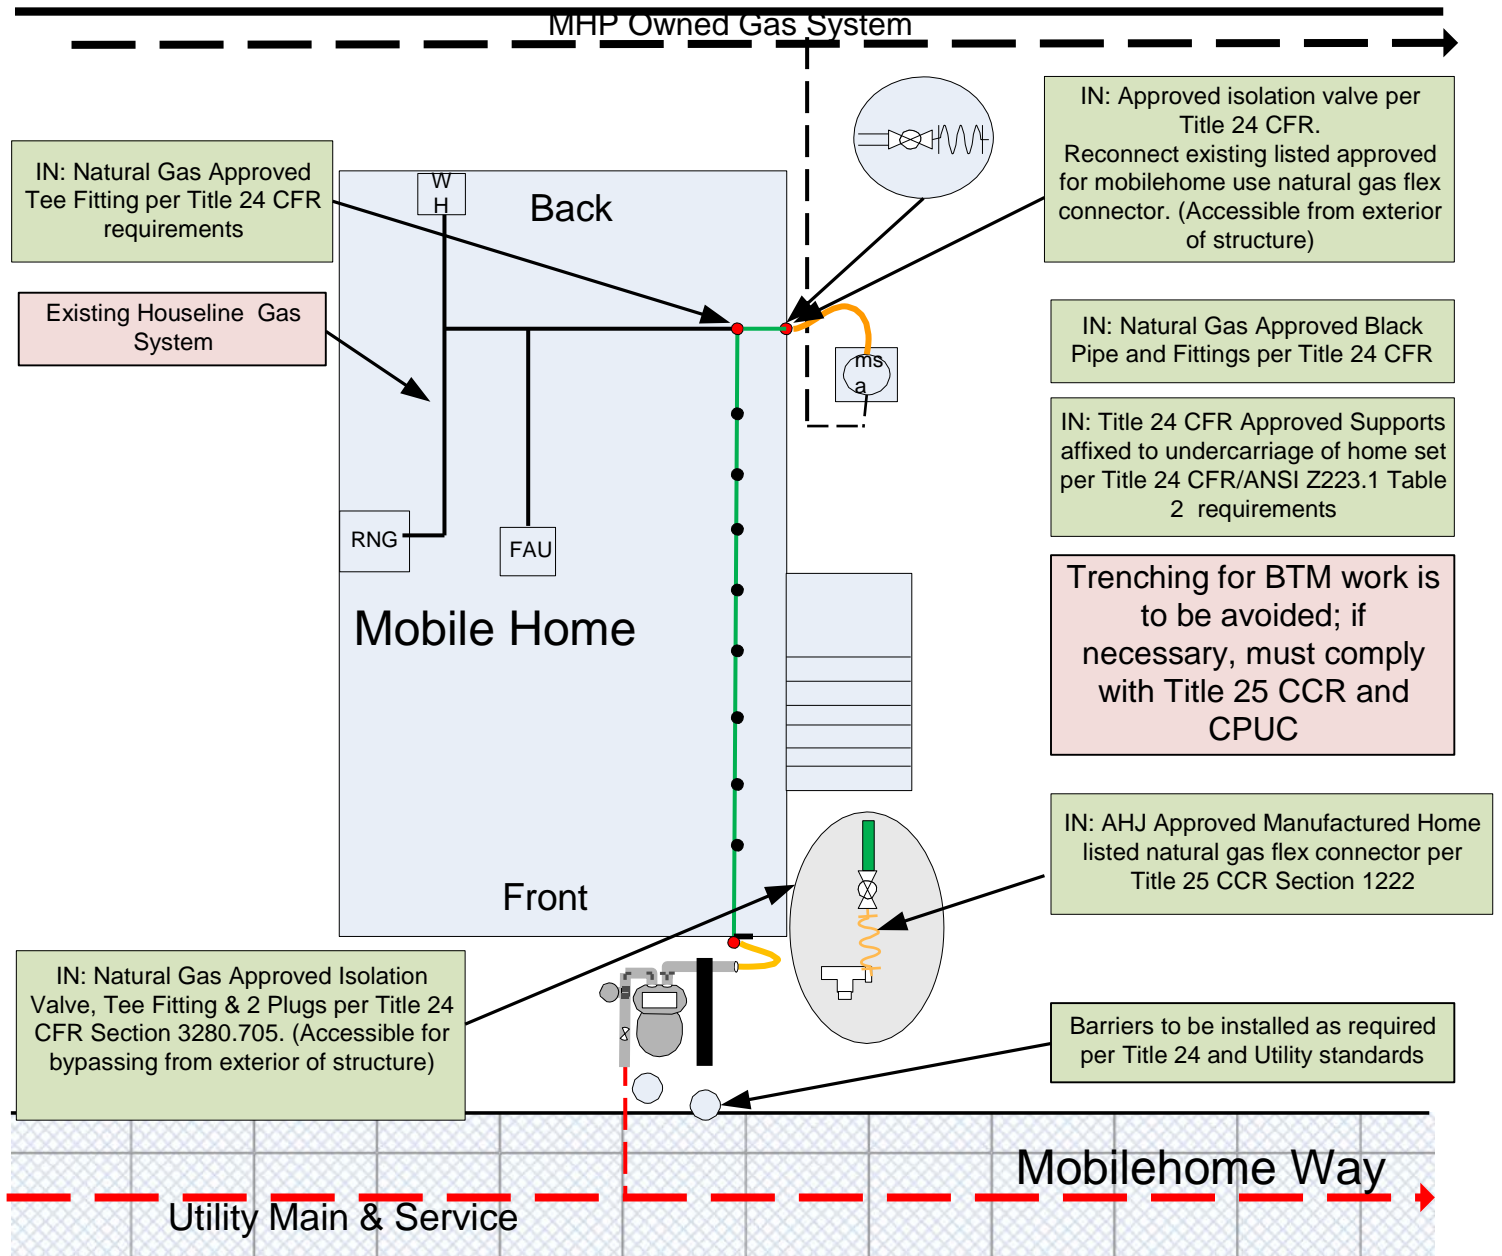 MHP Owned Gas System
IN: Approved isolation valve per
Title 24 CFR.
Reconnect existing listed approved
for mobilehome use natural gas flex
connector. (Accessible from exterior
of structure)
IN: Natural Gas Approved
Tee Fitting per Title 24 CFR
requirements
W
H
Back
Existing Houseline Gas
System
IN: Natural Gas Approved Black
Pipe and Fittings per Title 24 CFR
ms
a
IN: Title 24 CFR Approved Supports
affixed to undercarriage of home set
per Title 24 CFR/ANSI Z223.1 Table
2 requirements
RNG
FAU
Mobile Home
Trenching for BTM work is
to be avoided; if
necessary, must comply
with Title 25 CCR and
CPUC
IN: AHJ Approved Manufactured Home
listed natural gas flex connector per
Title 25 CCR Section 1222
Front
IN: Natural Gas Approved Isolation
Valve, Tee Fitting & 2 Plugs per Title 24
CFR Section 3280.705. (Accessible for
bypassing from exterior of structure)
Barriers to be installed as required
per Title 24 and Utility standards
Mobilehome Way
Utility Main & Service